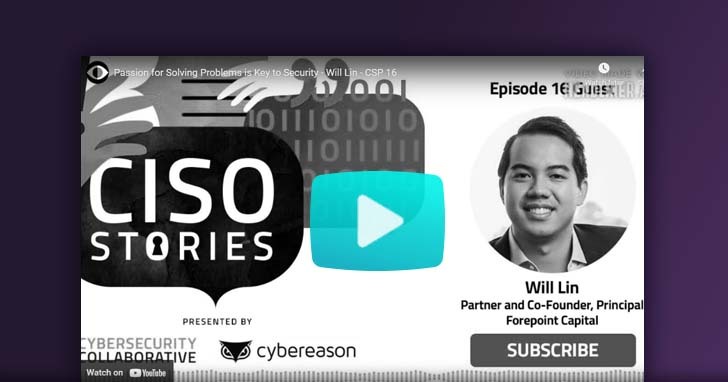 Passion for Solving Problems is Key to Security - Will Lin - CSP 16
Episode 16 Guest
CISO
STORIES
PRESENTED BY
CYBERSECURITY
COLLABORATIVE
cybereason
Will Lin
Partner and Co-Founder, Principal
Forepoint Capital
SUBSCRIBE
Watch on YouTube